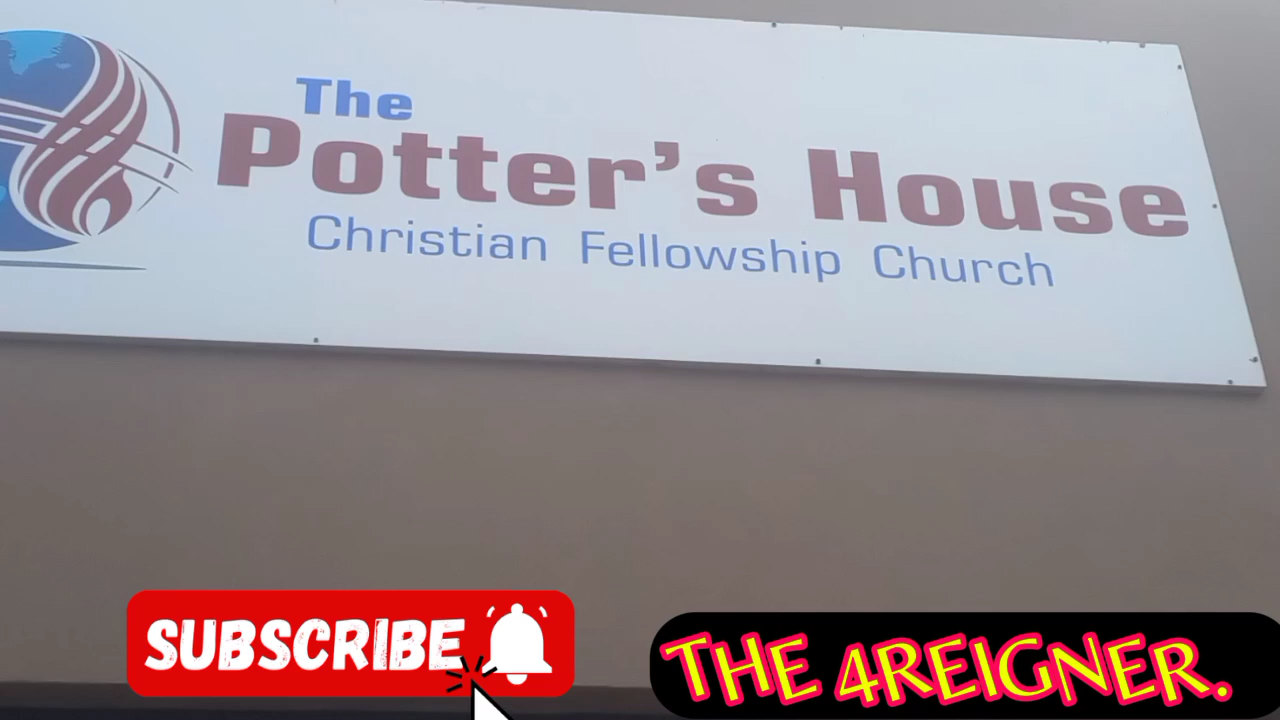 The
Potter's House
Christian Fellowship Church
SUBSCRIBE
THE 4REIGNER.